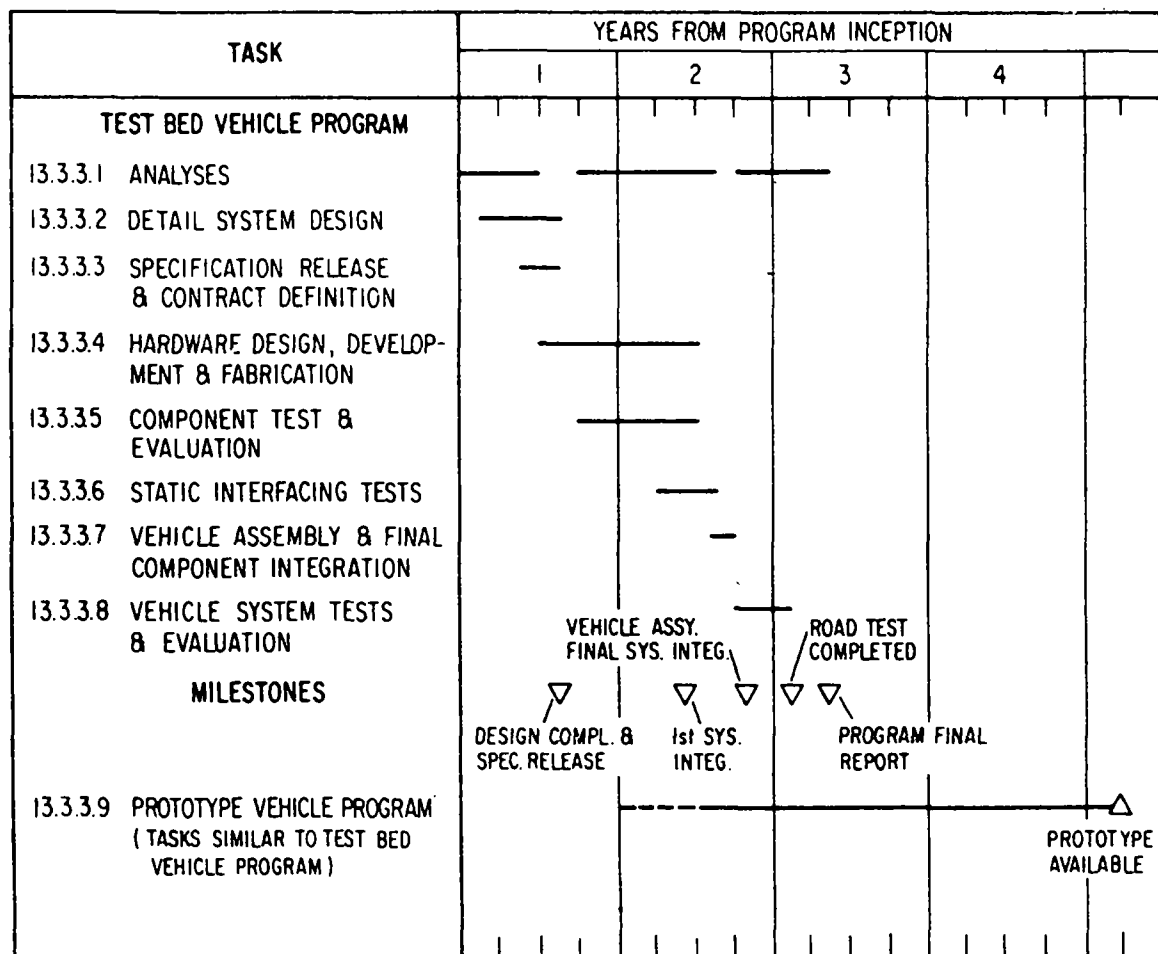 TASK
YEARS FROM PROGRAM INCEPTION
1 2 3 4
TEST BED VEHICLE PROGRAM
13.3.3.1 ANALYSES
13.3.3.2 DETAIL SYSTEM DESIGN
13.3.3.3 SPECIFICATION RELEASE
& CONTRACT DEFINITION
13.3.3.4 HARDWARE DESIGN, DEVELOP-
MENT & FABRICATION
13.3.3.5 COMPONENT TEST &
EVALUATION
13.3.3.6 STATIC INTERFACING TESTS
13.3.3.7 VEHICLE ASSEMBLY & FINAL
COMPONENT INTEGRATION
13.3.3.8 VEHICLE SYSTEM TESTS
& EVALUATION
VEHICLE ASSY.
FINAL SYS. INTEG.
ROAD TEST
COMPLETED
MILESTONES
DESIGN COMPL. &
SPEC. RELEASE
1st SYS.
INTEG.
PROGRAM FINAL
REPORT
13.3.3.9 PROTOTYPE VEHICLE PROGRAM
(TASKS SIMILAR TO TEST BED
VEHICLE PROGRAM)
PROTOTYPE
AVAILABLE